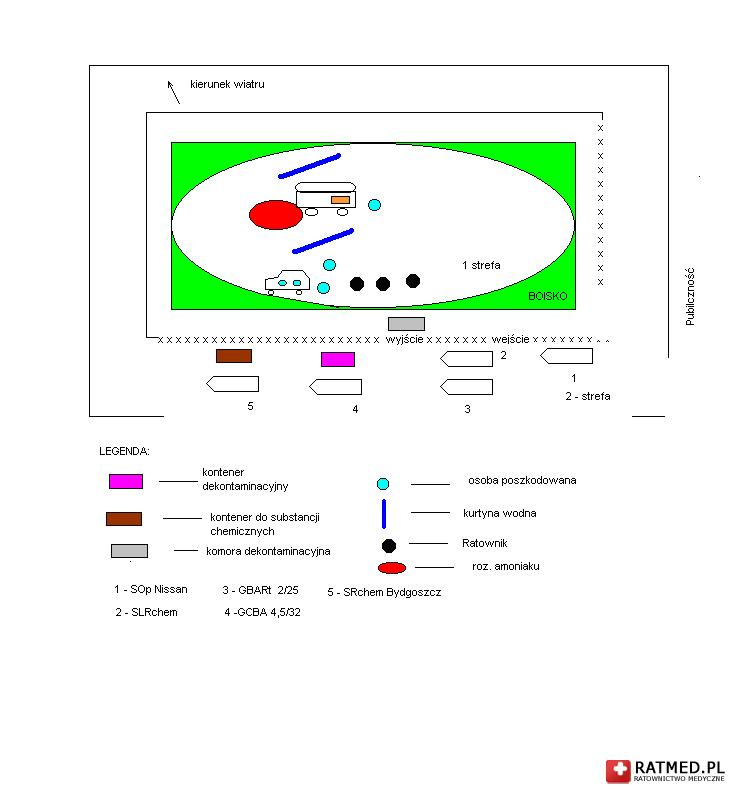 kierunek wiatru
1 strefa
BOISKO
Publiczność
wyjście
wejście
2
1
2 - strefa
5
4
3
LEGENDA:
kontener
dekontaminacyjny
kontener do substancji
chemicznych
komora dekontaminacyjna
osoba poszkodowana
kurtyna wodna
Ratownik
roz. amoniaku
1 - SOp Nissan
3 - GBARt 2/25
5 - SRchem Bydgoszcz
2 - SLRchem
4 -GCBA 4,5/32
RATMED.PL
RATOWNICTWO MEDYCZNE